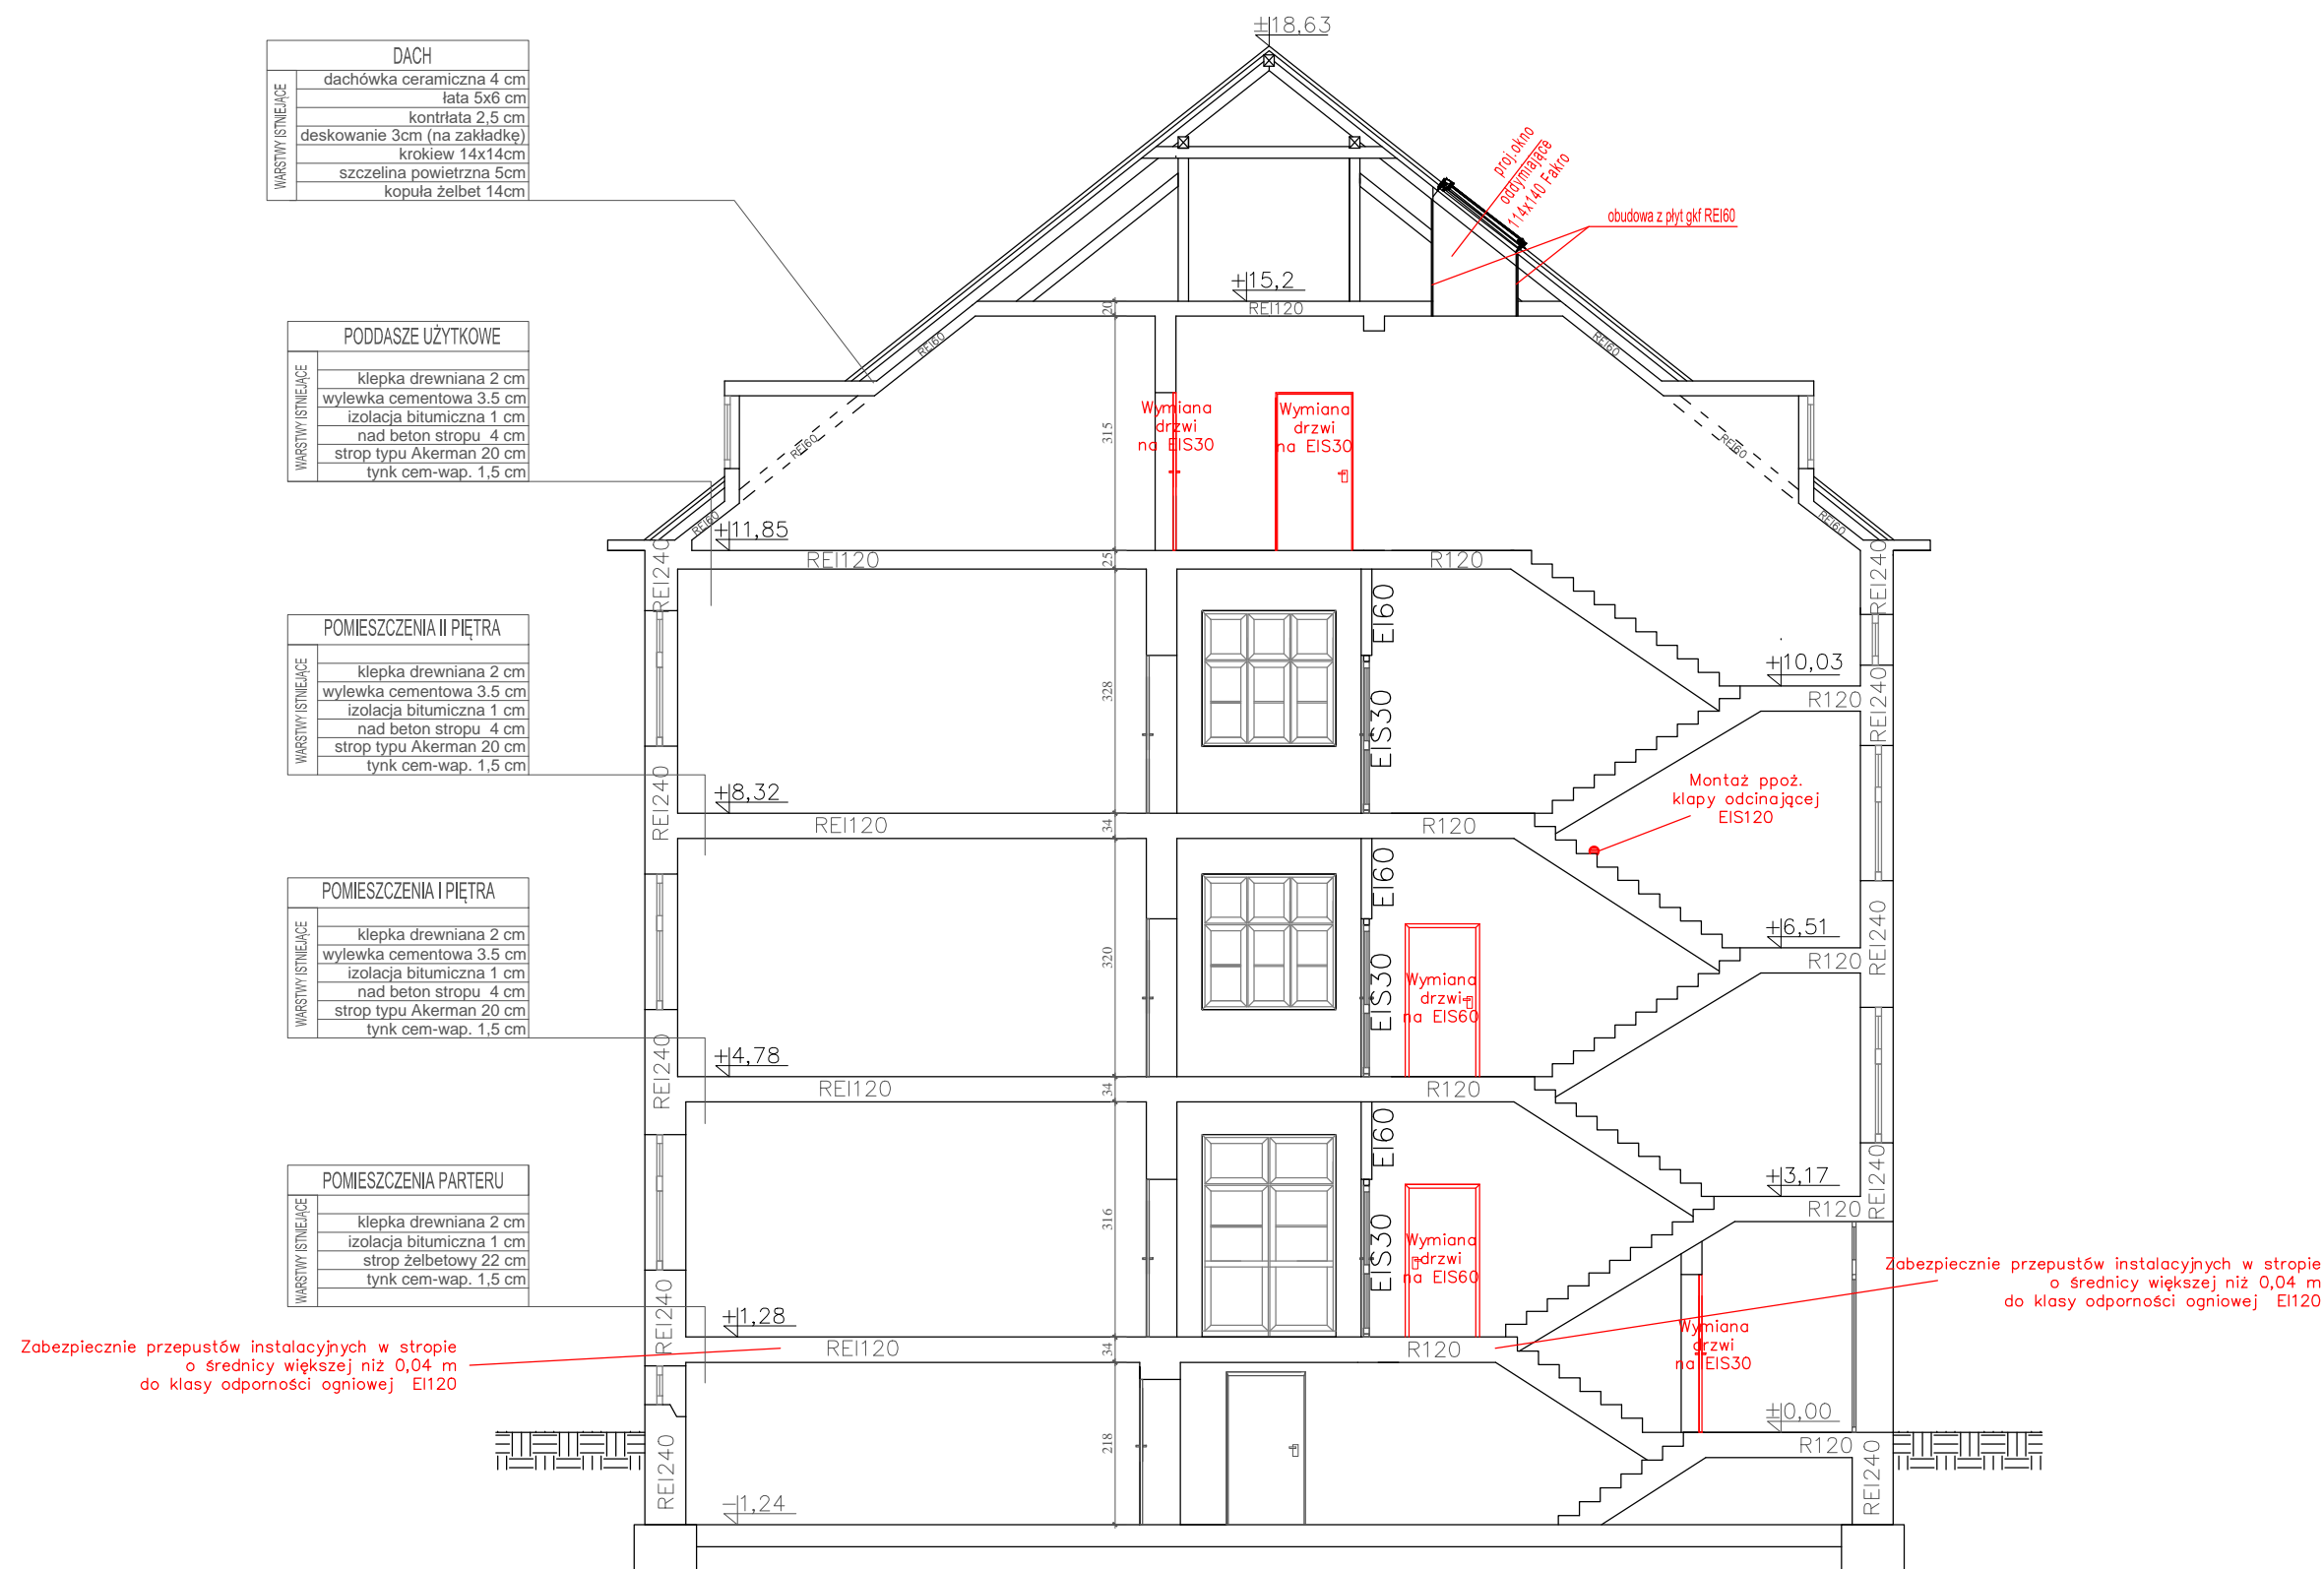 ±18,63
DACH
WARSTWY ISTNIEJĄCE
dachówka ceramiczna 4 cm
łata 5x6 cm
kontrłata 2,5 cm
deskowanie 3cm (na zakładkę)
krokiew 14x14cm
szczelina powietrzna 5cm
kopuła żelbet 14cm
proj.okno
oddymiające
114x140 Fakro
obudowa z płyt gkf REI60
+15,2
REI120
20
REI60
REI60
PODDASZE UŻYTKOWE
WARSTWY ISTNIEJĄCE
klepka drewniana 2 cm
wylewka cementowa 3.5 cm
izolacja bitumiczna 1 cm
nad beton stropu 4 cm
strop typu Akerman 20 cm
tynk cem-wap. 1,5 cm
REI60
REI60
315
Wymiana
drzwi
na EIS30
Wymiana
drzwi
na EIS30
REI60
REI60
+11,85
REI240
REI120
25
R120
REI240
POMIESZCZENIA II PIĘTRA
WARSTWY ISTNIEJĄCE
klepka drewniana 2 cm
wylewka cementowa 3.5 cm
izolacja bitumiczna 1 cm
nad beton stropu 4 cm
strop typu Akerman 20 cm
tynk cem-wap. 1,5 cm
328
EI60
EIS30
+10,03
R120
REI240
REI240
+8,32
Montaż ppoż.
klapy odcinającej
EIS120
REI120
34
R120
POMIESZCZENIA I PIĘTRA
WARSTWY ISTNIEJĄCE
klepka drewniana 2 cm
wylewka cementowa 3.5 cm
izolacja bitumiczna 1 cm
nad beton stropu 4 cm
strop typu Akerman 20 cm
tynk cem-wap. 1,5 cm
320
EI60
EIS30
Wymiana
drzwi
na EIS60
+6,51
R120
REI240
REI240
+4,78
REI120
34
R120
POMIESZCZENIA PARTERU
WARSTWY ISTNIEJĄCE
klepka drewniana 2 cm
izolacja bitumiczna 1 cm
strop żelbetowy 22 cm
tynk cem-wap. 1,5 cm
316
EI60
EIS30
Wymiana
drzwi
na EIS60
+3,17
R120
REI240
Zabezpiecznie przepustów instalacyjnych w stropie
o średnicy większej niż 0,04 m
do klasy odporności ogniowej EI120
REI240
+1,28
Zabezpiecznie przepustów instalacyjnych w stropie
o średnicy większej niż 0,04 m
do klasy odporności ogniowej EI120
REI120
34
R120
Wymiana
drzwi
na EIS30
±0,00
R120
REI240
REI240
218
-1,24